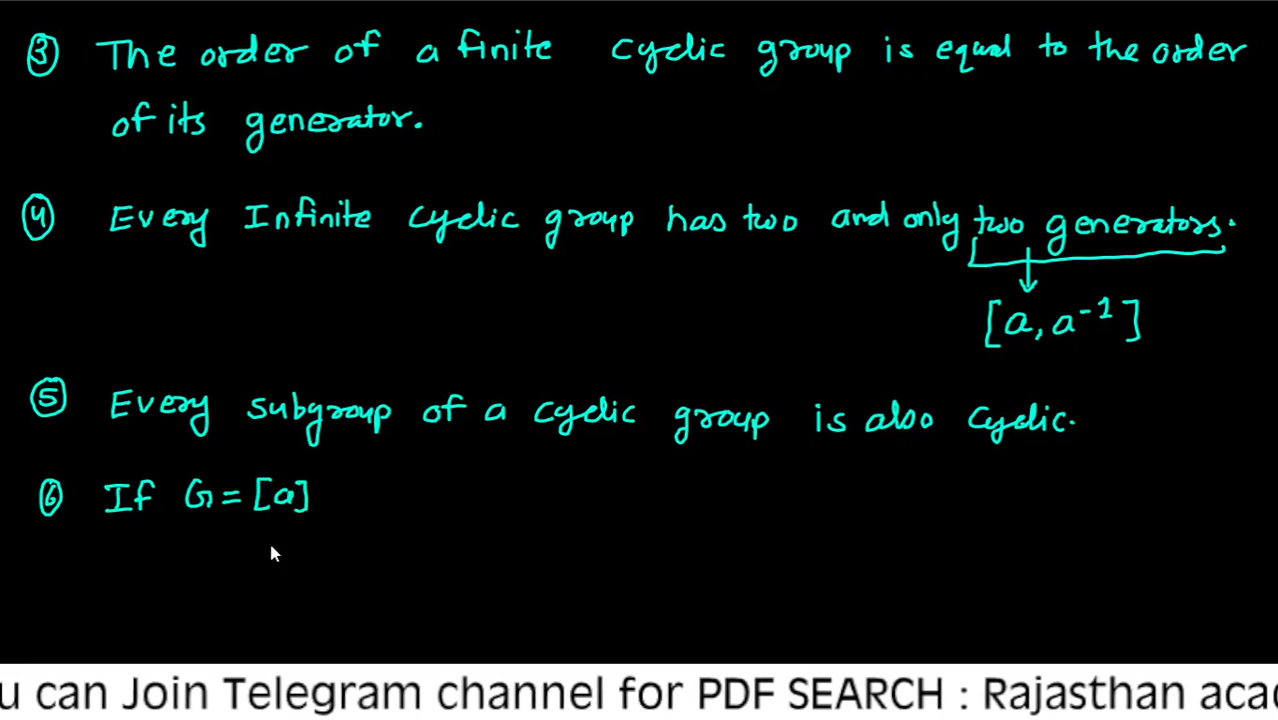 ③ The order of a finite cyclic group is equal to the order
of its generator.
④ Every Infinite cyclic group has two and only two generators.
[a, a⁻¹]
⑤ Every subgroup of a cyclic group is also cyclic.
⑥ If G = [a]
u can Join Telegram channel for PDF SEARCH : Rajasthan aca